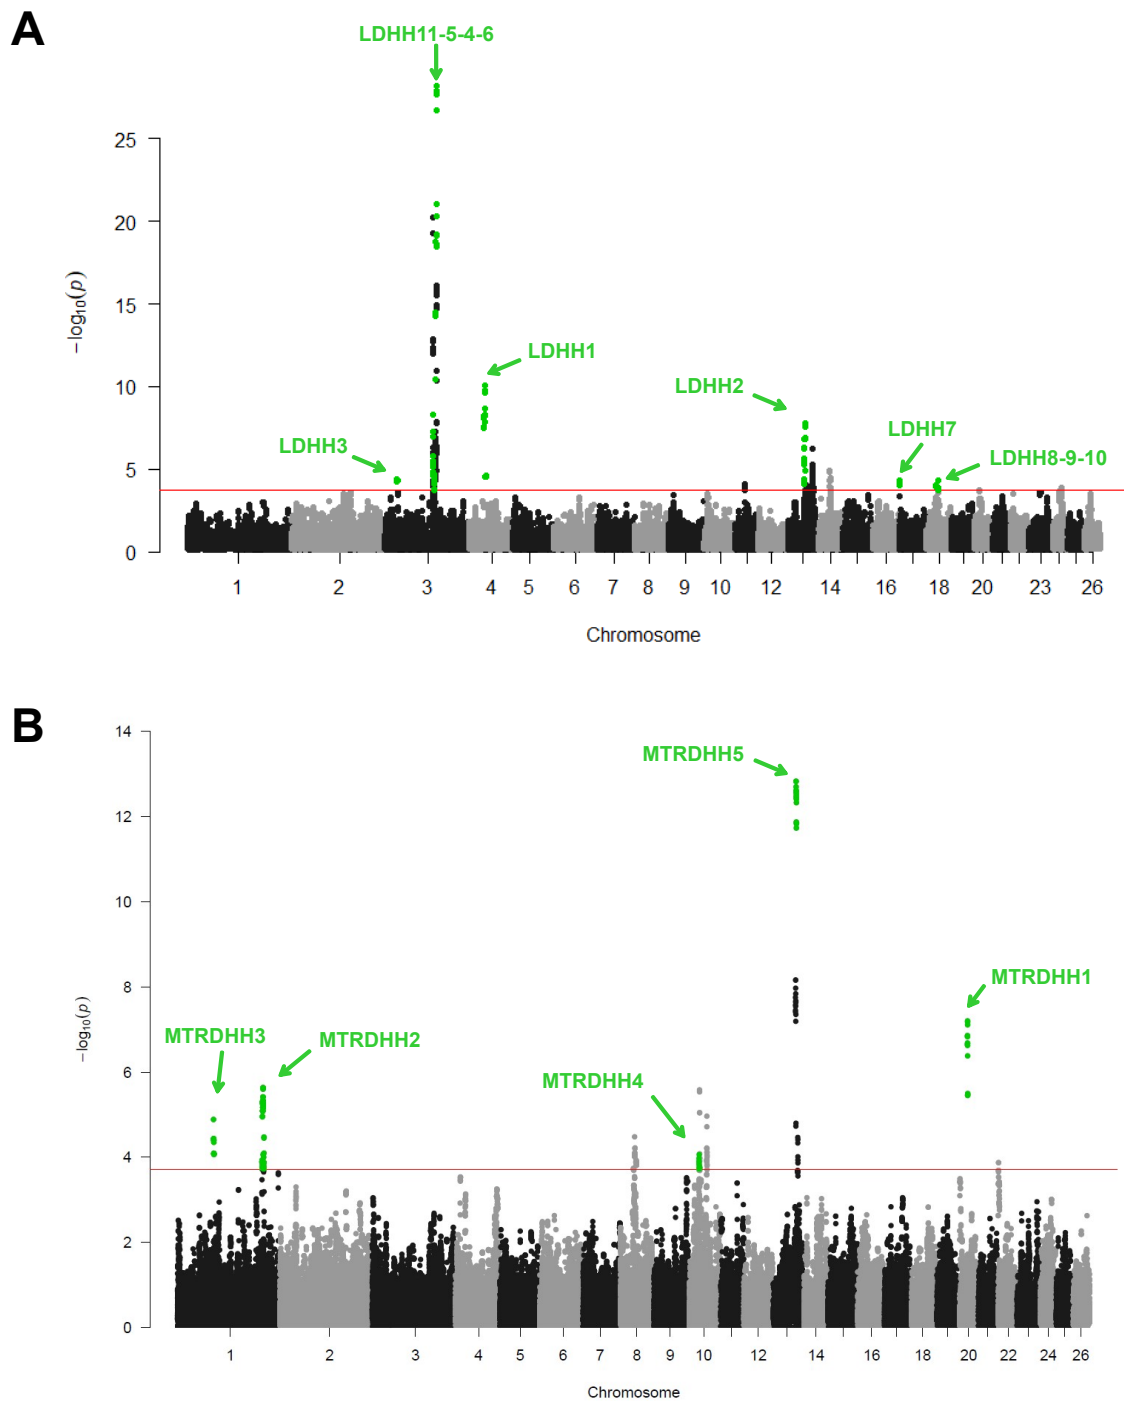 A
LDHH11-5-4-6
25
20
15
10
5
0
−log10(p)
LDHH1
LDHH2
LDHH3
LDHH7
LDHH8-9-10
1 2 3 4 5 6 7 8 9 10 12 14 16 18 20 23 26
Chromosome
B
14
12
10
8
6
4
2
0
−log10(p)
MTRDHH5
MTRDHH1
MTRDHH3
MTRDHH2
MTRDHH4
1 2 3 4 5 6 7 8 9 10 12 14 16 18 20 22 24 26
Chromosome